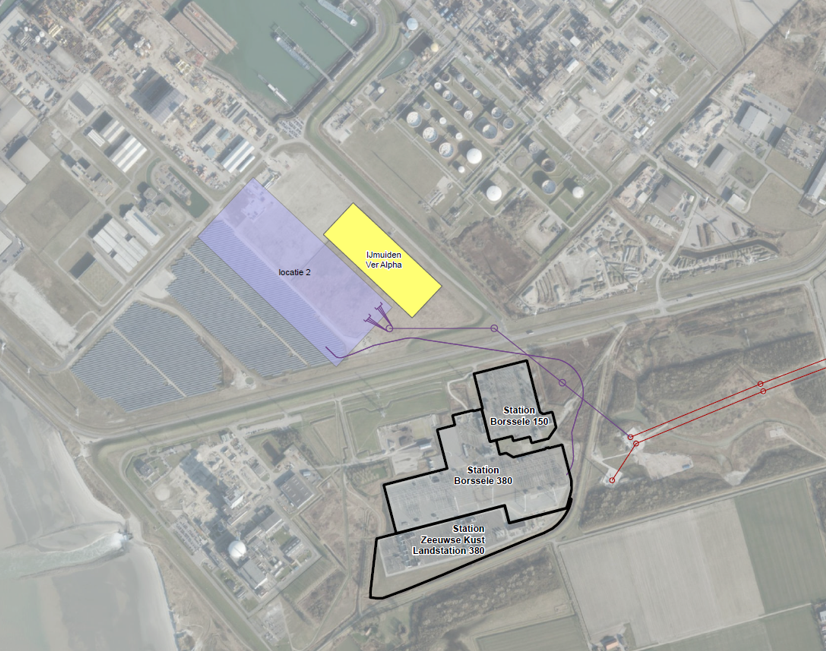 IJmuiden
Ver Alpha
locatie 2
Station
Borssele 150
Station
Borssele 380
Station
Zeeuwse Kust
Landstation 380